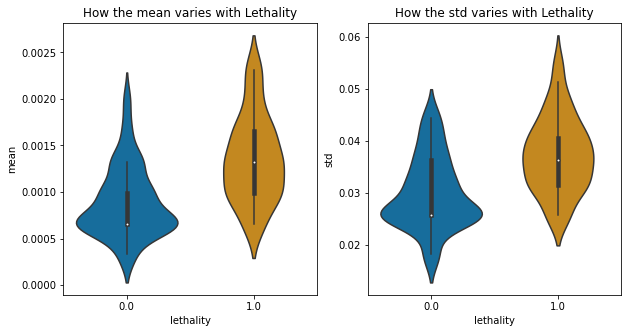 How the mean varies with Lethality
mean
0.0025
0.0020
0.0015
0.0010
0.0005
0.0000
0.0
1.0
lethality
How the std varies with Lethality
std
0.06
0.05
0.04
0.03
0.02
0.0
1.0
lethality